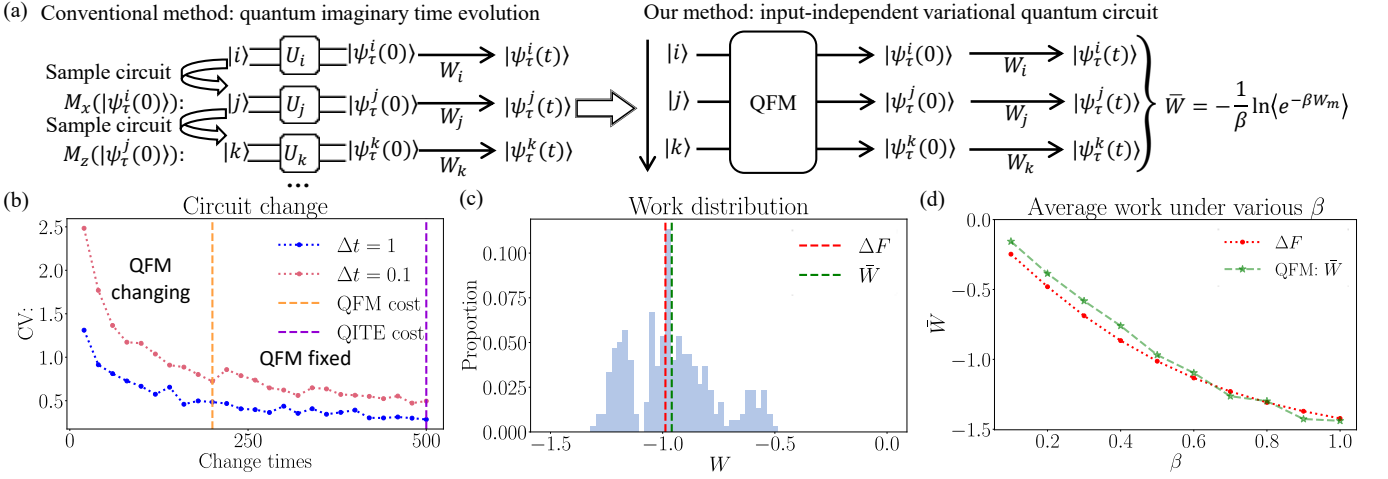 (a) Conventional method: quantum imaginary time evolution
Our method: input-independent variational quantum circuit
|i⟩ U_i |ψ_τ^i(0)⟩ W_i |ψ_τ^i(t)⟩
Sample circuit
M_x(|ψ_τ^i(0)⟩): |j⟩ U_j |ψ_τ^j(0)⟩ W_j |ψ_τ^j(t)⟩
Sample circuit
M_z(|ψ_τ^j(0)⟩): |k⟩ U_k |ψ_τ^k(0)⟩ W_k |ψ_τ^k(t)⟩
...
|i⟩ |ψ_τ^i(0)⟩ W_i |ψ_τ^i(t)⟩
|j⟩ QFM |ψ_τ^j(0)⟩ W_j |ψ_τ^j(t)⟩
|k⟩ |ψ_τ^k(0)⟩ W_k |ψ_τ^k(t)⟩
W̄ = −1/β ln⟨e^{−βW_m}⟩
(b) Circuit change
2.5
2.0
1.5
1.0
0.5
CV:
QFM
changing
Δt = 1
Δt = 0.1
QFM cost
QITE cost
QFM fixed
0 250 500
Change times
(c) Work distribution
0.100
0.075
0.050
0.025
0.000
Proportion
ΔF
W̄
−1.5 −1.0 −0.5 0.0
W
(d) Average work under various β
0.0
−0.5
−1.0
−1.5
W̄
ΔF
QFM: W̄
0.2 0.4 0.6 0.8 1.0
β